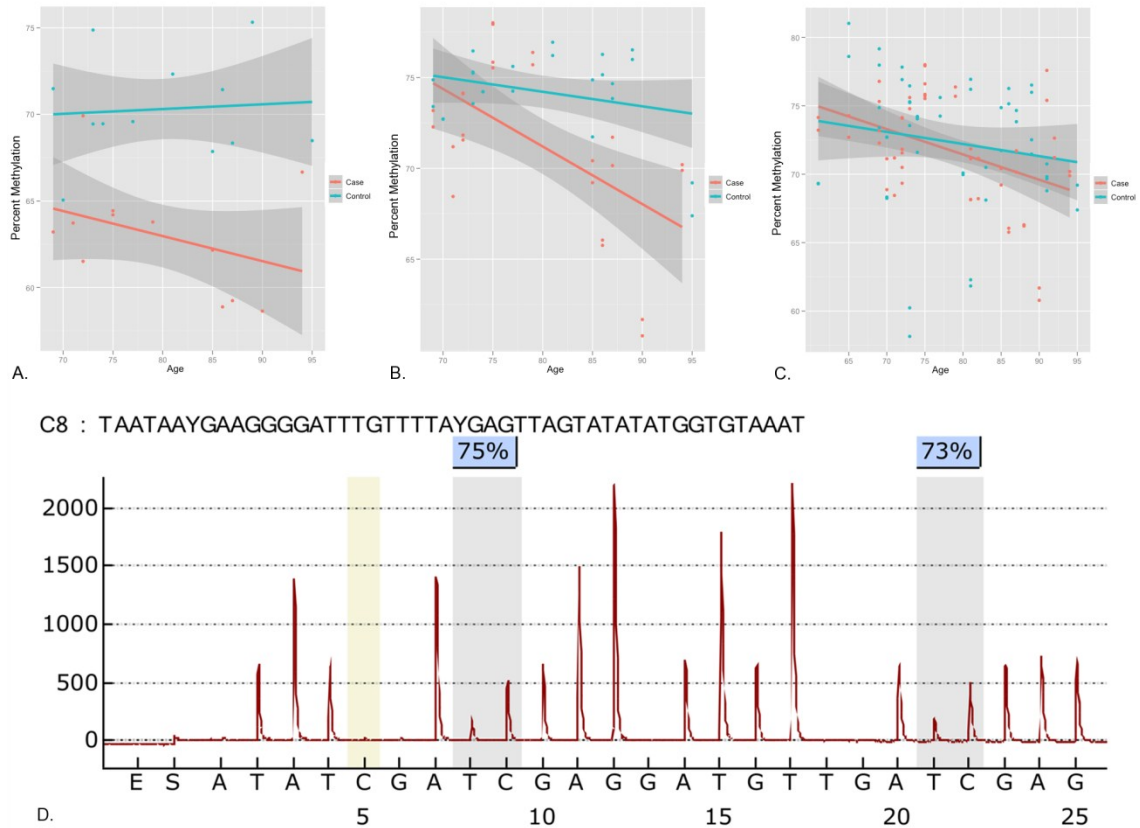 75
70
65
60
Percent Methylation
70
75
80
85
90
95
Age
Case
Control
A.
75
70
65
Percent Methylation
70
75
80
85
90
95
Age
Case
Control
B.
80
75
70
65
60
Percent Methylation
65
70
75
80
85
90
95
Age
Case
Control
C.
C8 : TAATAAYGAAGGGGATTTGTTTTAYGAGTTAGTATATATGGTGTAAAT
75%
73%
2000
1500
1000
500
0
E S A T A T C G A T C G A G G A T G T T G A T C G A G
5 10 15 20 25
D.